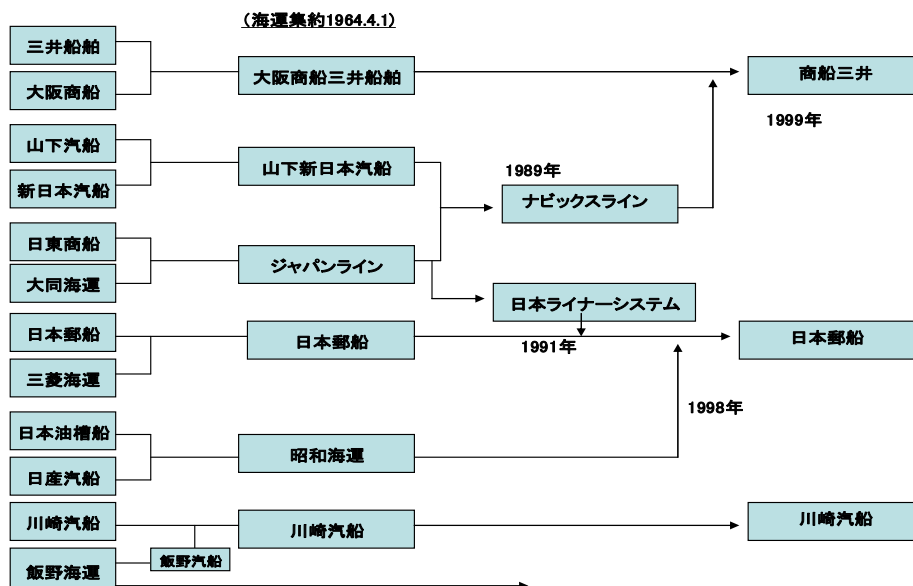 (海運集約1964.4.1)
三井船舶
大阪商船
大阪商船三井船舶
商船三井
1999年
山下汽船
新日本汽船
山下新日本汽船
1989年
ナビックスライン
日東商船
大同海運
ジャパンライン
日本ライナーシステム
日本郵船
三菱海運
日本郵船
1991年
日本郵船
1998年
日本油槽船
日産汽船
昭和海運
川崎汽船
飯野汽船
川崎汽船
川崎汽船
飯野海運